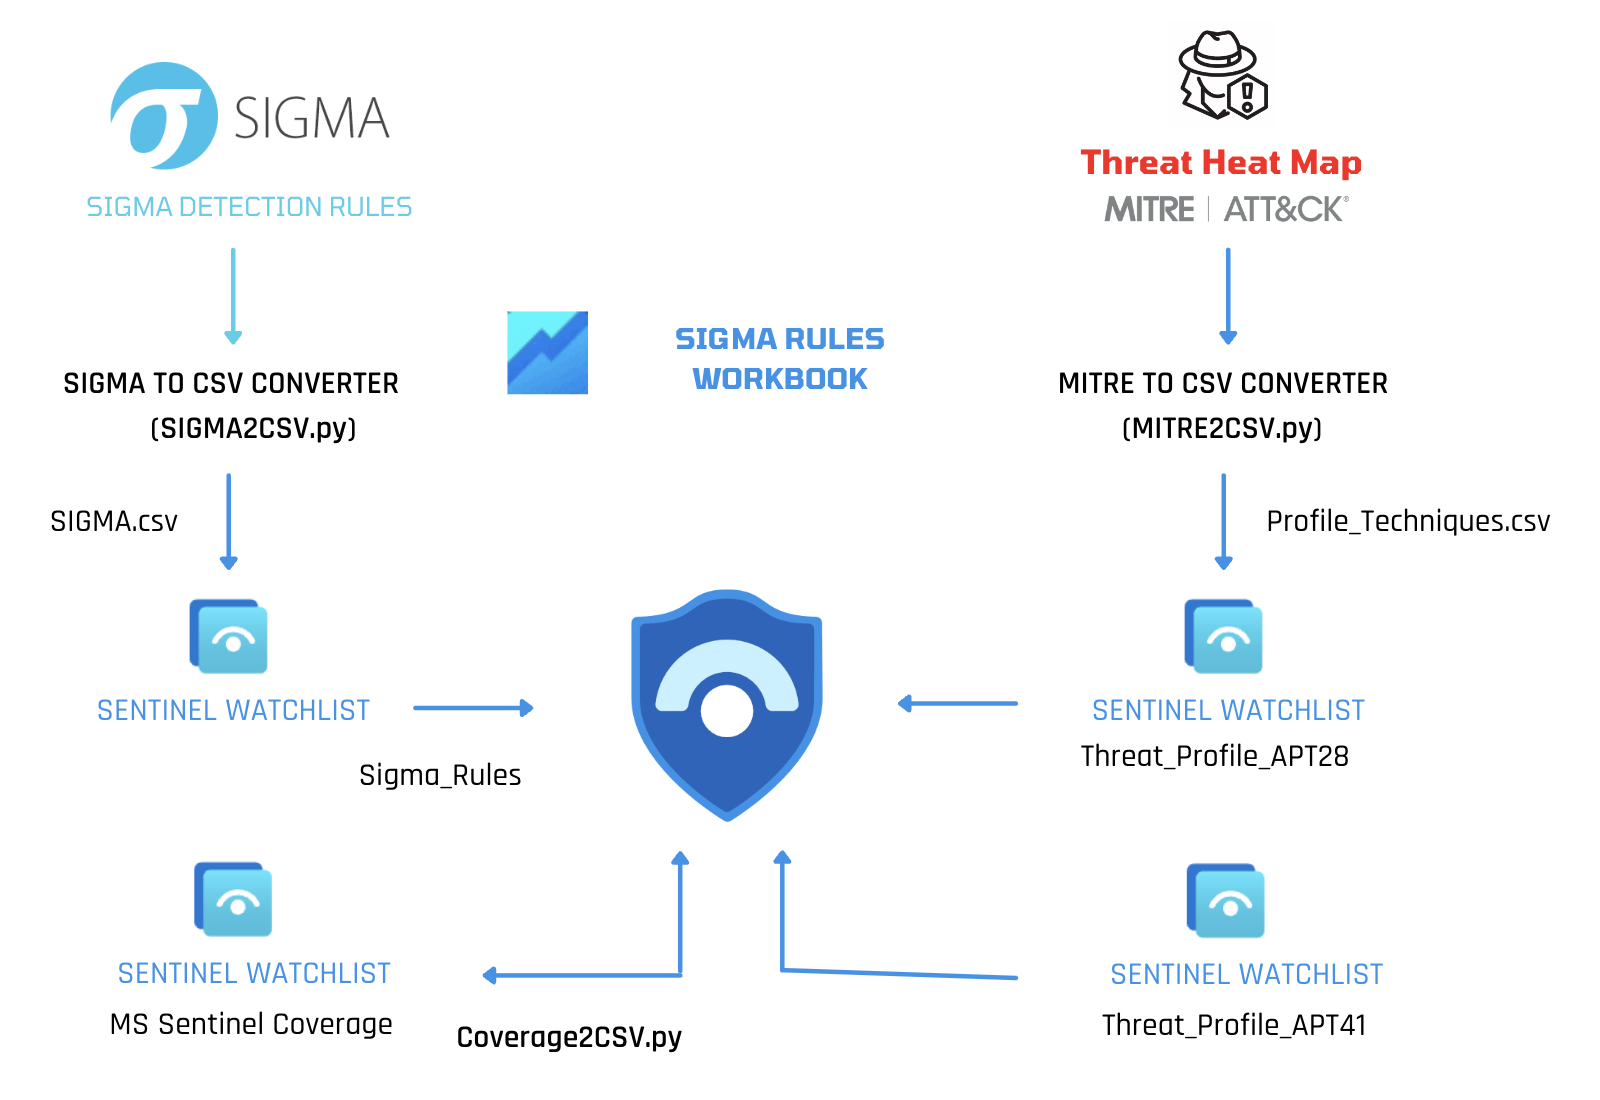 SIGMA
SIGMA DETECTION RULES
Threat Heat Map
MITRE | ATT&CK®
SIGMA RULES
WORKBOOK
SIGMA TO CSV CONVERTER
(SIGMA2CSV.py)
MITRE TO CSV CONVERTER
(MITRE2CSV.py)
SIGMA.csv
Profile_Techniques.csv
SENTINEL WATCHLIST
Sigma_Rules
SENTINEL WATCHLIST
Threat_Profile_APT28
SENTINEL WATCHLIST
MS Sentinel Coverage
Coverage2CSV.py
SENTINEL WATCHLIST
Threat_Profile_APT41